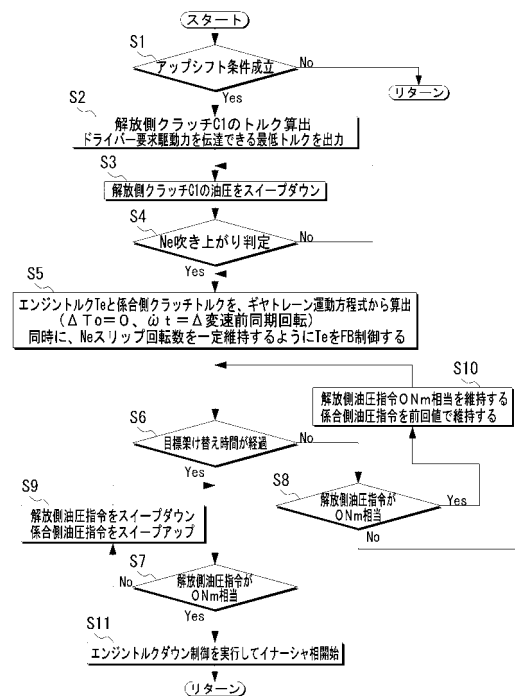 スタート
S1
アップシフト条件成立
No
Yes
リターン
S2
解放側クラッチC1のトルク算出
ドライバー要求駆動力を伝達できる最低トルクを出力
S3
解放側クラッチC1の油圧をスイープダウン
S4
Ne吹き上がり判定
No
Yes
S5
エンジントルクTeと係合側クラッチトルクを、ギヤトレーン運動方程式から算出
(ΔTo=0、ω̇t=Δ変速前同期回転)
同時に、Neスリップ回転数を一定維持するようにTeをFB制御する
S10
解放側油圧指令0Nm相当を維持する
係合側油圧指令を前回値で維持する
S6
目標架け替え時間が経過
No
Yes
S8
解放側油圧指令が
0Nm相当
Yes
No
S9
解放側油圧指令をスイープダウン
係合側油圧指令をスイープアップ
S7
解放側油圧指令が
0Nm相当
No
Yes
S11
エンジントルクダウン制御を実行してイナーシャ相開始
リターン